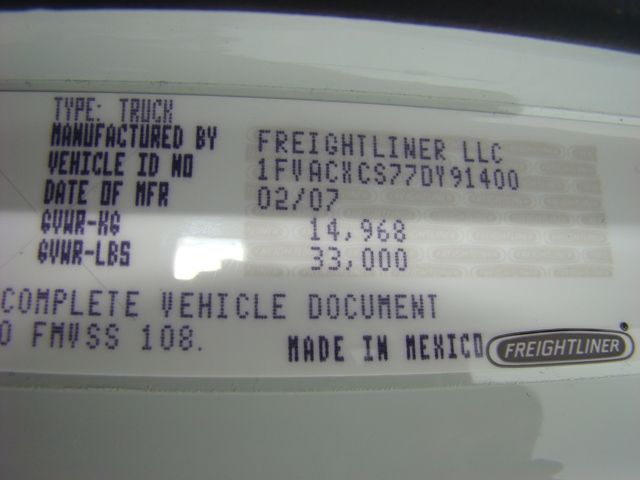 TYPE: TRUCK
MANUFACTURED BY FREIGHTLINER LLC
VEHICLE ID NO 1FVACXCS77DY91400
DATE OF MFR 02/07
GVWR-KG 14,968
GVWR-LBS 33,000
COMPLETE VEHICLE DOCUMENT
O FMVSS 108.
MADE IN MEXICO FREIGHTLINER®